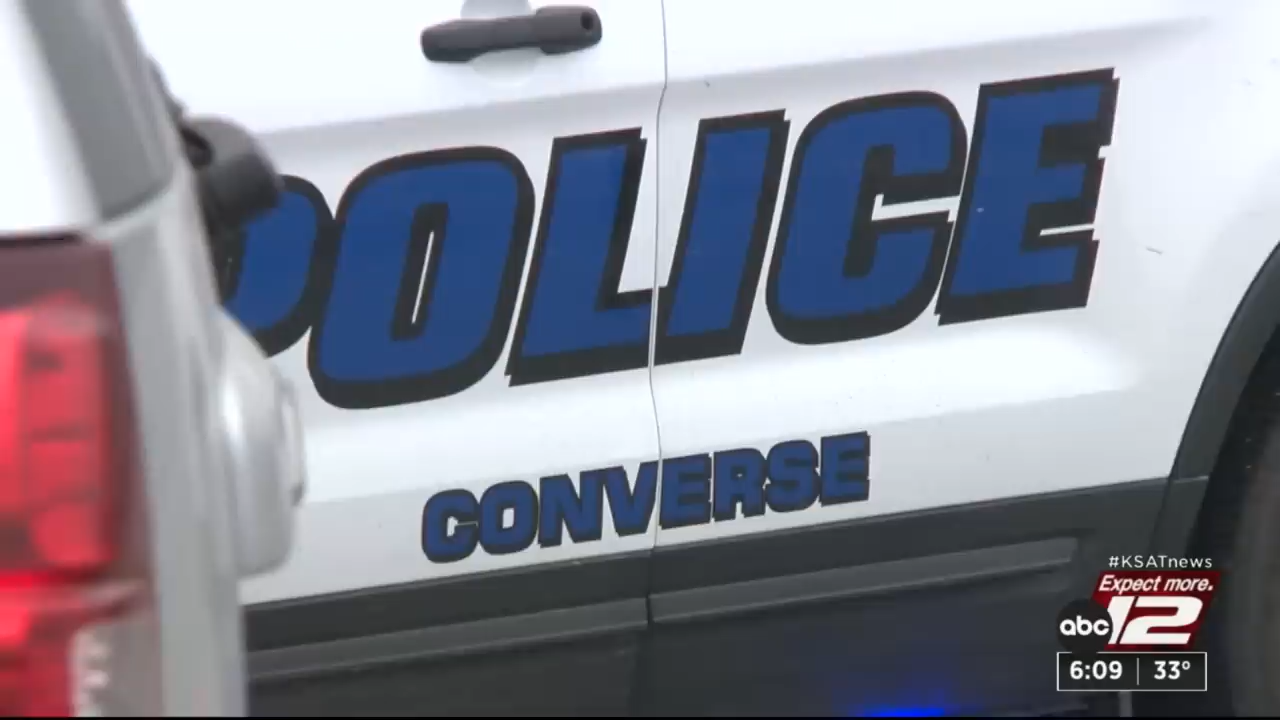 POLICE
CONVERSE
#KSATnews
Expect more.
abc 12
6:09 33°